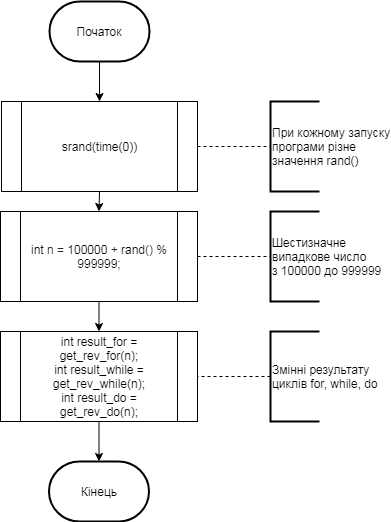 Початок
srand(time(0))
При кожному запуску
програми різне
значення rand()
int n = 100000 + rand() %
999999;
Шестизначне
випадкове число
з 100000 до 999999
int result_for =
get_rev_for(n);
int result_while =
get_rev_while(n);
int result_do =
get_rev_do(n);
Змінні результату
циклів for, while, do
Кінець